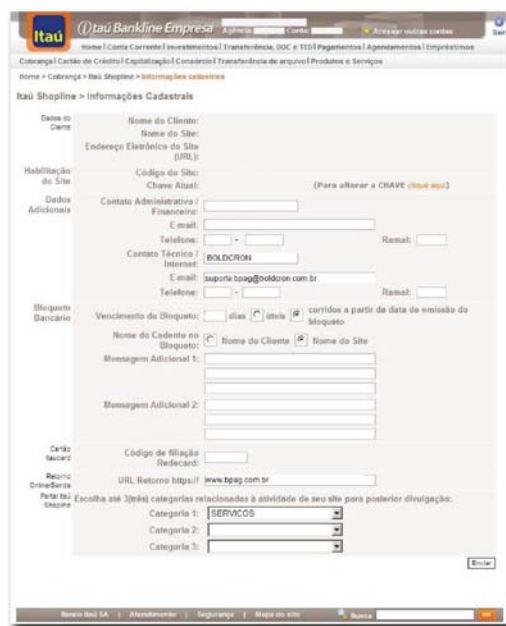 Itaú
Itaú Bankline Empresa Agência: Conta: Acessar outras contas
Sair
Home | Conta Corrente | Investimentos | Transferência, DOC e TED | Pagamentos | Agendamentos | Empréstimos
Cobrança | Cartão de Crédito | Capitalização | Consórcio | Transferência de arquivo | Produtos e Serviços
Home > Cobrança > Itaú Shopline > Informações cadastrais
Itaú Shopline > Informações Cadastrais
Dados do Cliente
Nome do Cliente:
Nome do Site:
Endereço Eletrônico do Site (URL):
Habilitação do Site
Código do Site:
Chave Atual: (Para alterar a CHAVE clique aqui)
Dados Adicionais
Contato Administrativo / Financeiro:
E-mail:
Telefone: - Ramal:
Contato Técnico / Internet: BOLDCRON
E-mail: suporte.bpag@boldcron.com.br
Telefone: - Ramal:
Bloqueto Bancário
Vencimento do Bloqueto: dias úteis corridos a partir da data de emissão do bloqueto
Nome do Cedente no Bloqueto: Nome do Cliente Nome do Site
Mensagem Adicional 1:
Mensagem Adicional 2:
Cartão Itaucard
Código de filiação Redecard:
Retorno Online/Sonda
URL Retorno https:// www.bpag.com.br
Portal Itaú Shopline
Escolha até 3(três) categorias relacionadas à atividade de seu site para posterior divulgação:
Categoria 1: SERVICOS
Categoria 2:
Categoria 3:
Enviar
Banco Itaú SA | Atendimento | Segurança | Mapa do site Busca